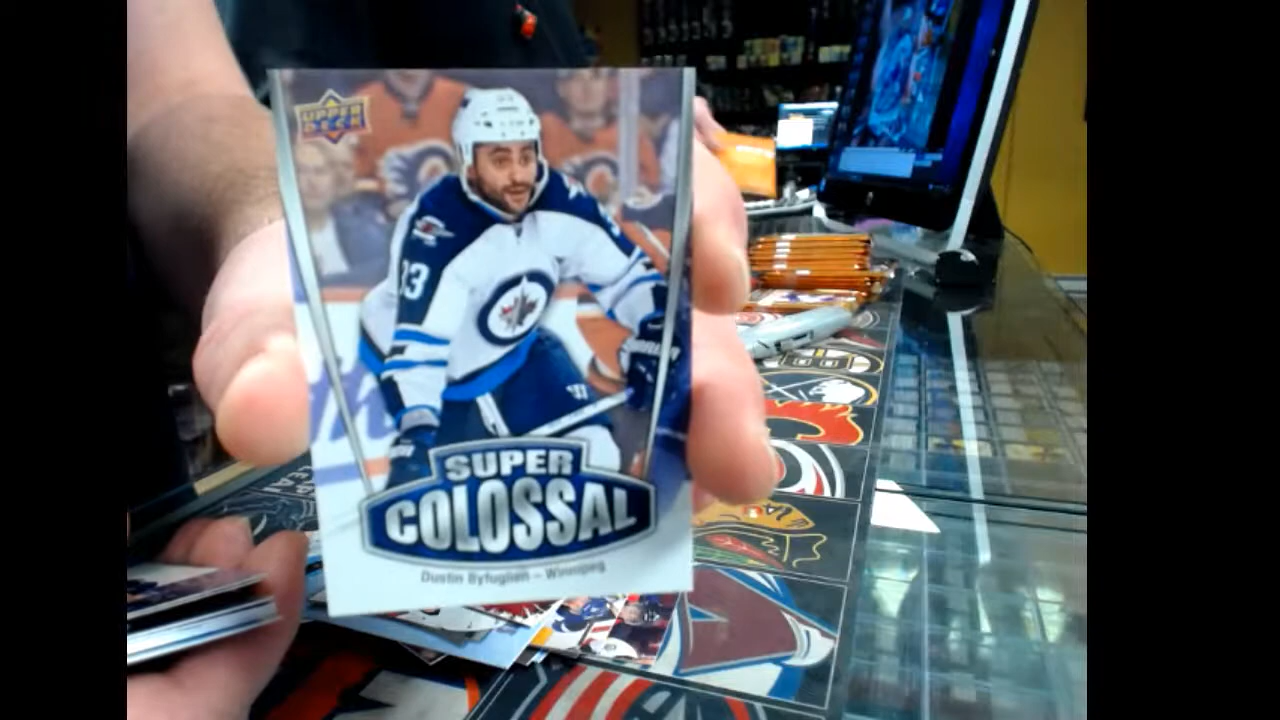 UPPER
DECK
33
SUPER
COLOSSAL
Dustin Byfuglien – Winnipeg